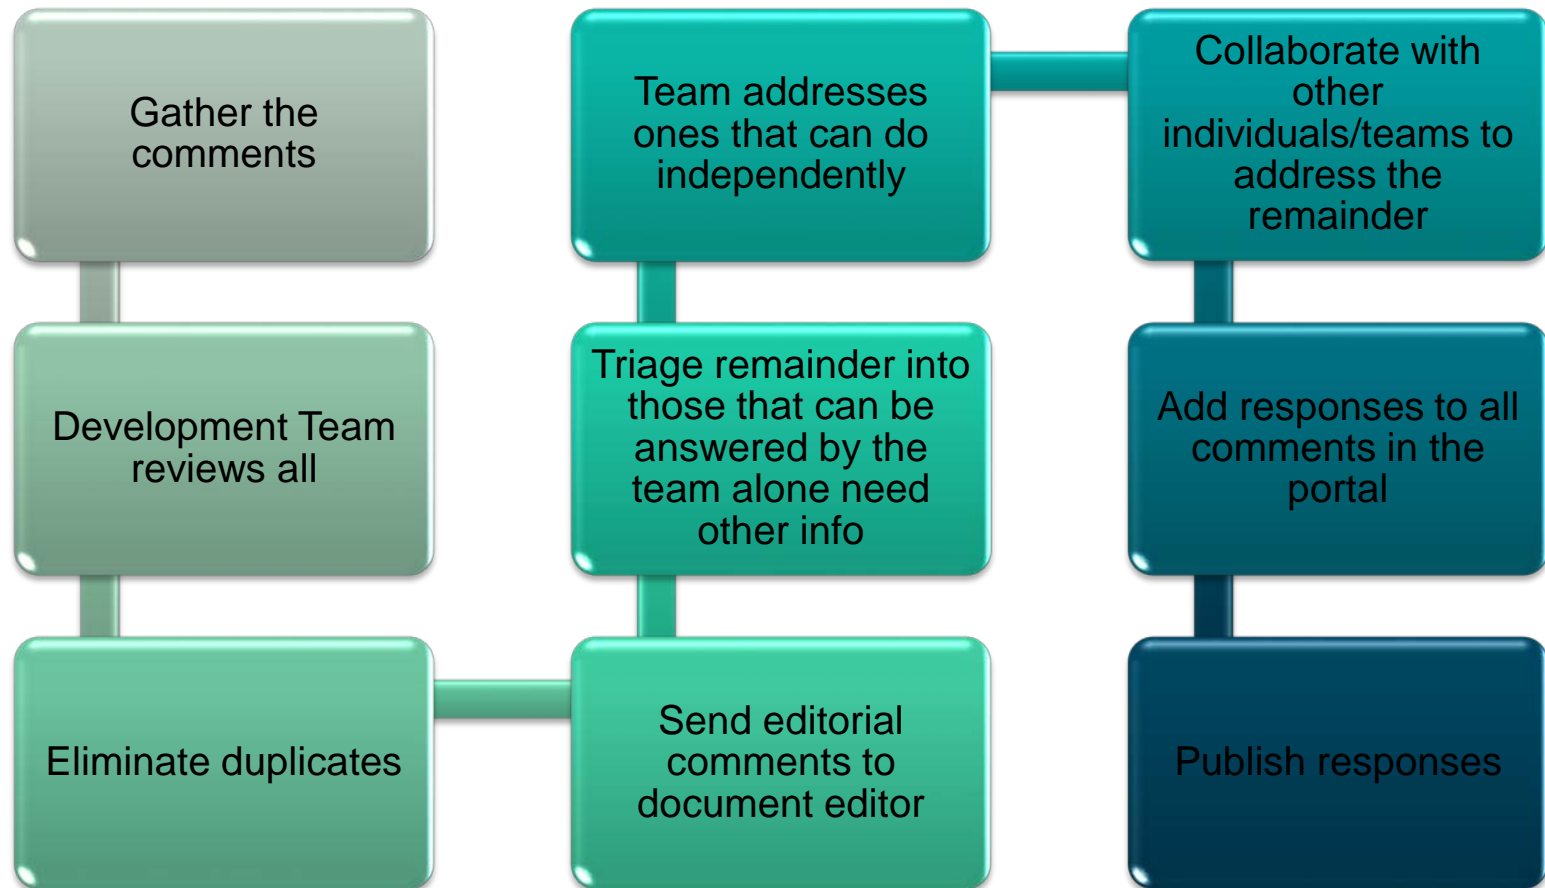 Gather the
comments
Development Team
reviews all
Eliminate duplicates
Send editorial
comments to
document editor
Triage remainder into
those that can be
answered by the
team alone need
other info
Team addresses
ones that can do
independently
Collaborate with
other
individuals/teams to
address the
remainder
Add responses to all
comments in the
portal
Publish responses